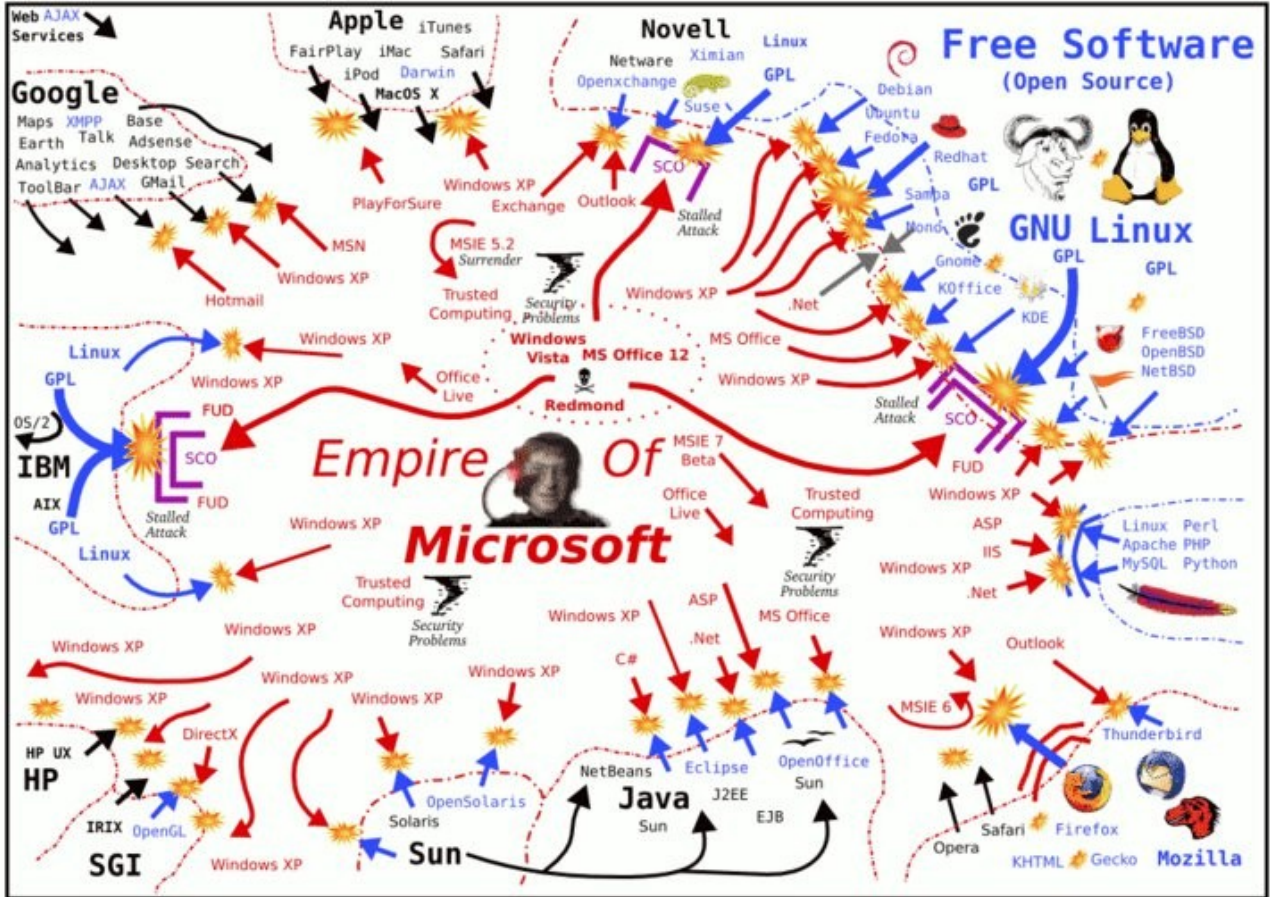 Web AJAX
Services
Apple
iTunes
FairPlay iMac Safari
iPod Darwin
MacOS X
Novell
Netware Ximian Linux
Openxchange GPL
Suse
Free Software
(Open Source)
Debian
Ubuntu
Fedora
Redhat
GPL
Samba
Mono
GNU Linux
GPL
GPL
Gnome
KOffice
KDE
FreeBSD
OpenBSD
NetBSD
Google
Maps XMPP Base
Earth Talk Adsense
Analytics Desktop Search
ToolBar AJAX GMail
MSN
Windows XP
Hotmail
PlayForSure
Windows XP
Exchange Outlook
SCO
Stalled
Attack
MSIE 5.2
Surrender
Trusted
Computing
Security
Problems
Windows XP
.Net
MS Office
Windows XP
Stalled
Attack
SCO
FUD
Windows XP
Windows
Vista MS Office 12
Redmond
Linux
Windows XP
GPL
Windows XP
Office
Live
OS/2
IBM
AIX
GPL
Linux
FUD
SCO
FUD
Stalled
Attack
Windows XP
Empire Of
Microsoft
MSIE 7
Beta
Office
Live
Trusted
Computing
Security
Problems
Trusted
Computing
Security
Problems
ASP
IIS
Windows XP
.Net
Linux Perl
Apache PHP
MySQL Python
Windows XP
Windows XP
Windows XP
Windows XP
Windows XP
Windows XP
DirectX
HP UX
HP
IRIX OpenGL
SGI
Windows XP
Solaris
OpenSolaris
Sun
Windows XP
ASP
MS Office
.Net
C#
NetBeans Eclipse OpenOffice
Java J2EE Sun
Sun EJB
Windows XP
Outlook
MSIE 6
Thunderbird
Opera
Safari
Firefox
KHTML Gecko Mozilla